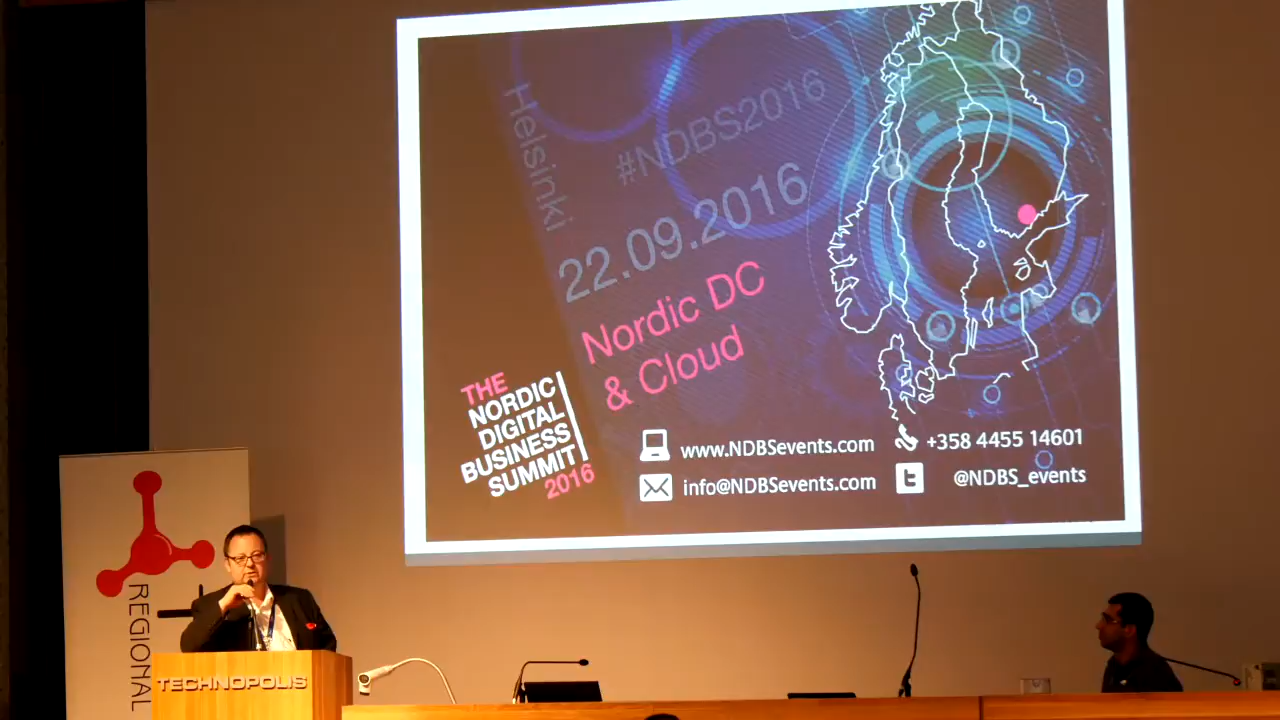 Helsinki
#NDBS2016
22.09.2016
Nordic DC
& Cloud
THE
NORDIC
DIGITAL
BUSINESS
SUMMIT
2016
www.NDBSevents.com
+358 4455 14601
info@NDBSevents.com
@NDBS_events
REGIONAL
TECHNOPOLIS